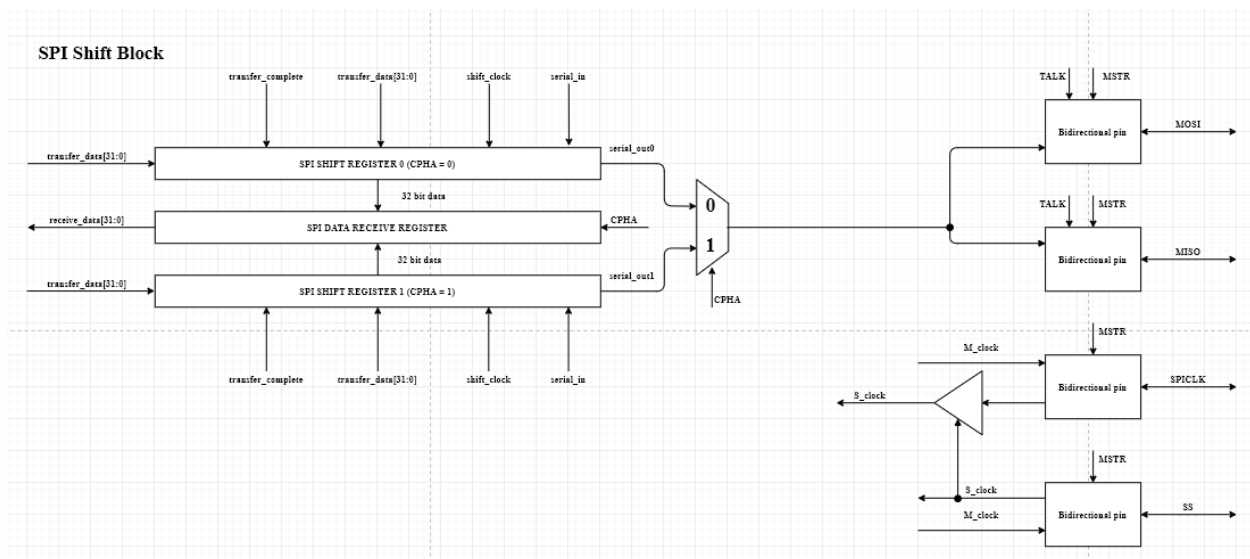 SPI Shift Block
transfer_complete
transfer_data[31:0]
shift_clock
serial_in
TALK
MSTR
Bidirectional pin
MOSI
transfer_data[31:0]
SPI SHIFT REGISTER 0 (CPHA = 0)
serial_out0
32 bit data
0
receive_data[31:0]
SPI DATA RECEIVE REGISTER
CPHA
TALK
MSTR
1
Bidirectional pin
MISO
32 bit data
transfer_data[31:0]
SPI SHIFT REGISTER 1 (CPHA = 1)
serial_out1
CPHA
MSTR
M_clock
transfer_complete
transfer_data[31:0]
shift_clock
serial_in
Bidirectional pin
SPICLK
S_clock
MSTR
S_clock
M_clock
Bidirectional pin
SS